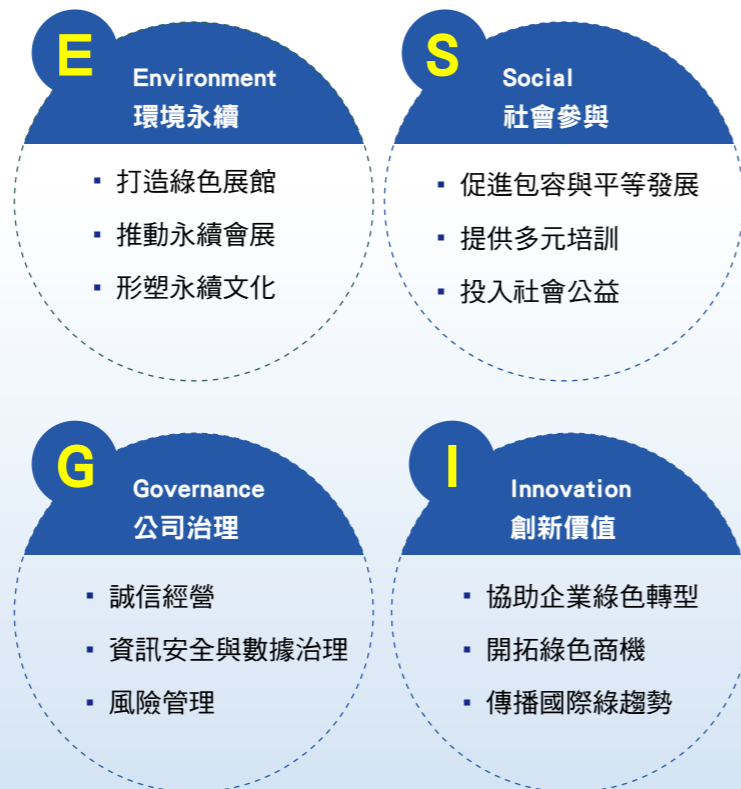 E
Environment
環境永續
▪ 打造綠色展館
▪ 推動永續會展
▪ 形塑永續文化
S
Social
社會參與
▪ 促進包容與平等發展
▪ 提供多元培訓
▪ 投入社會公益
G
Governance
公司治理
▪ 誠信經營
▪ 資訊安全與數據治理
▪ 風險管理
I
Innovation
創新價值
▪ 協助企業綠色轉型
▪ 開拓綠色商機
▪ 傳播國際綠趨勢